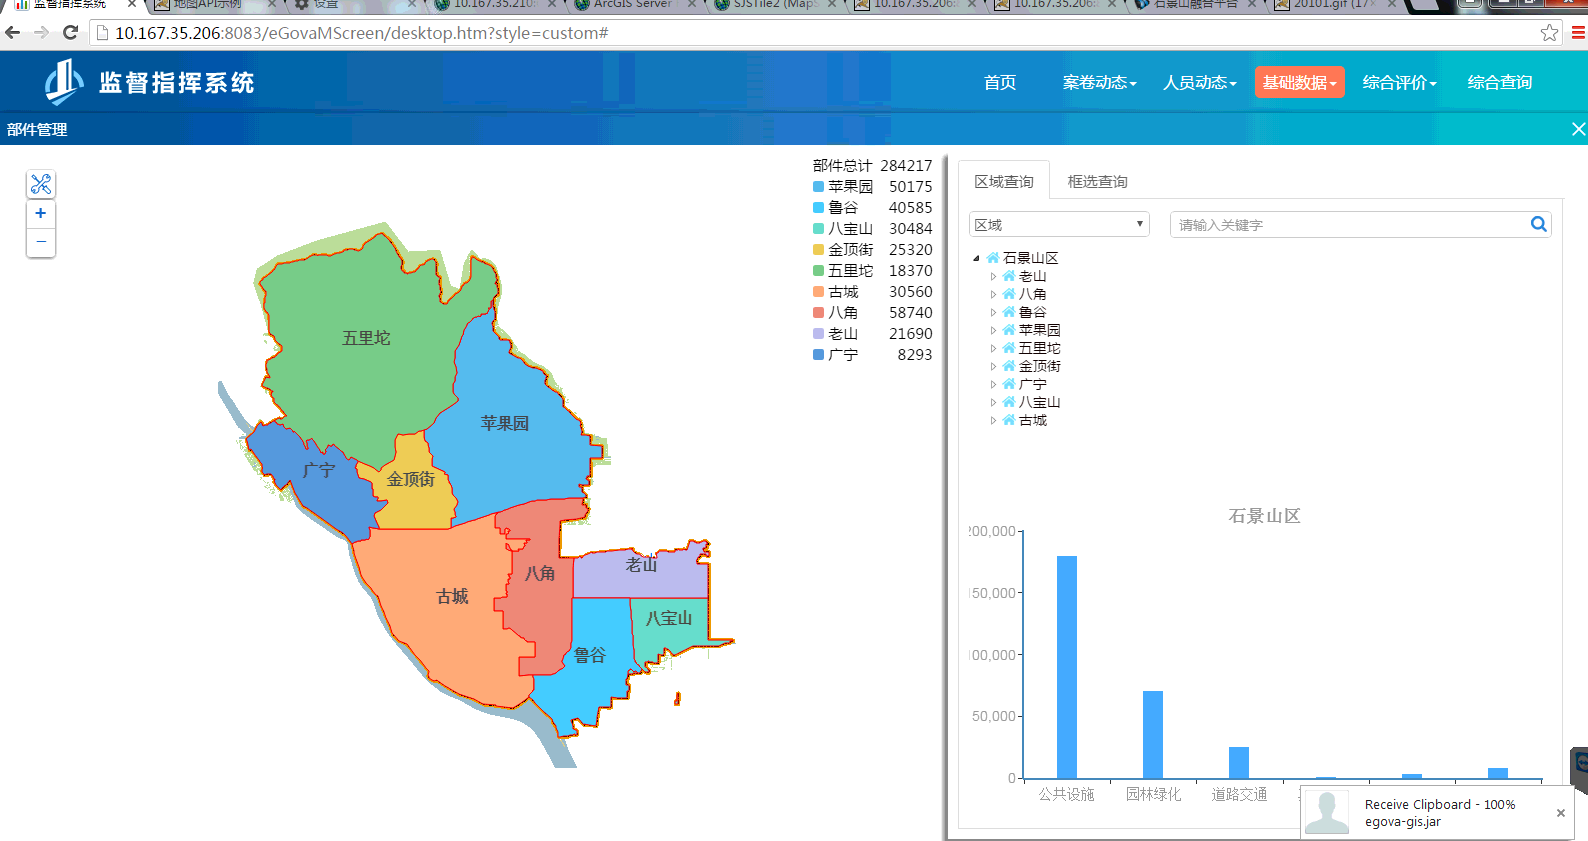 监督指挥系统
地图API示例
设置
10.167.35.210:
ArcGIS Server
SJSTile2 (MapS
10.167.35.206:
10.167.35.206:
石景山融合平台
20101.gif (17×
10.167.35.206:8083/eGovaMScreen/desktop.htm?style=custom#
监督指挥系统
首页
案卷动态
人员动态
基础数据
综合评价
综合查询
部件管理
部件总计 284217
苹果园 50175
鲁谷 40585
八宝山 30484
金顶街 25320
五里坨 18370
古城 30560
八角 58740
老山 21690
广宁 8293
五里坨
苹果园
广宁
金顶街
古城
八角
老山
八宝山
鲁谷
区域查询
框选查询
区域
请输入关键字
石景山区
老山
八角
鲁谷
苹果园
五里坨
金顶街
广宁
八宝山
古城
石景山区
200,000
150,000
100,000
50,000
0
公共设施
园林绿化
道路交通
Receive Clipboard - 100%
egova-gis.jar